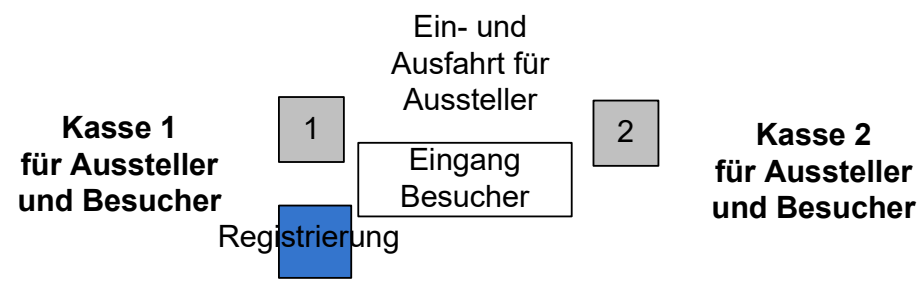 Ein- und
Ausfahrt für
Aussteller
Kasse 1
für Aussteller
und Besucher
1
Eingang
Besucher
2
Kasse 2
für Aussteller
und Besucher
Registrierung